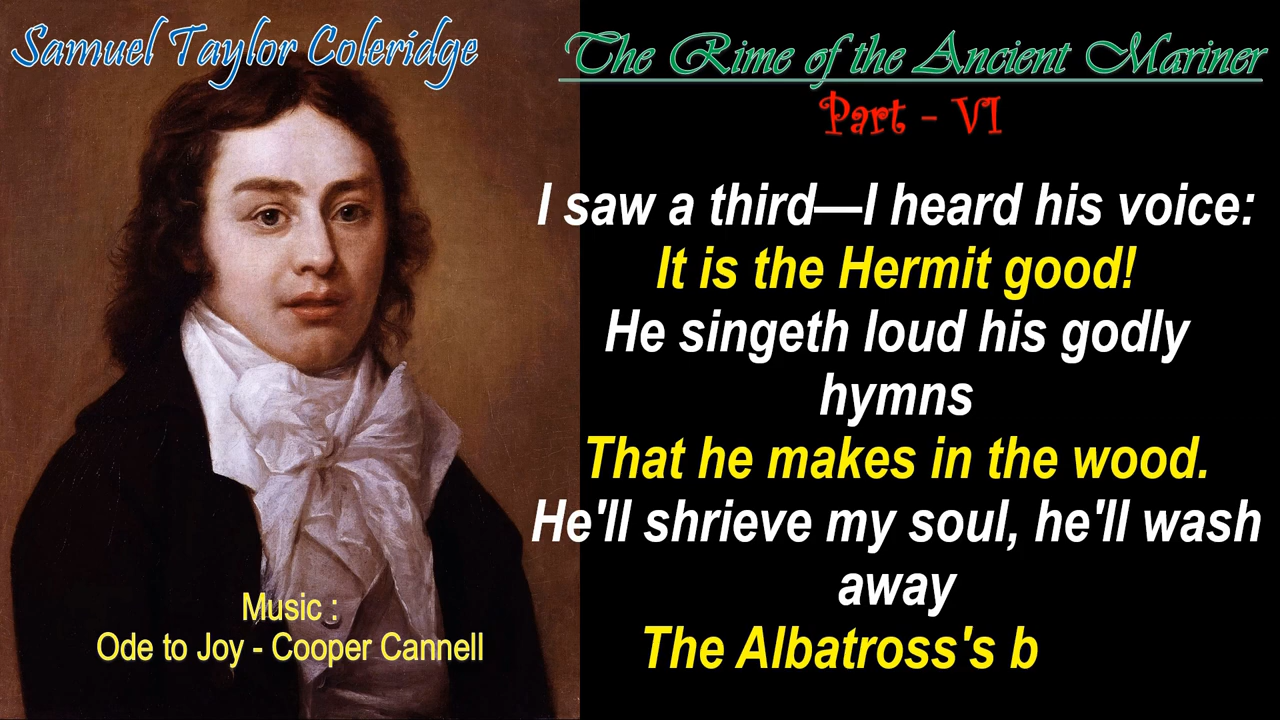 Samuel Taylor Coleridge
The Rime of the Ancient Mariner
Part - VI
I saw a third—I heard his voice:
It is the Hermit good!
He singeth loud his godly
hymns
That he makes in the wood.
He'll shrieve my soul, he'll wash
away
The Albatross's b
Music :
Ode to Joy - Cooper Cannell